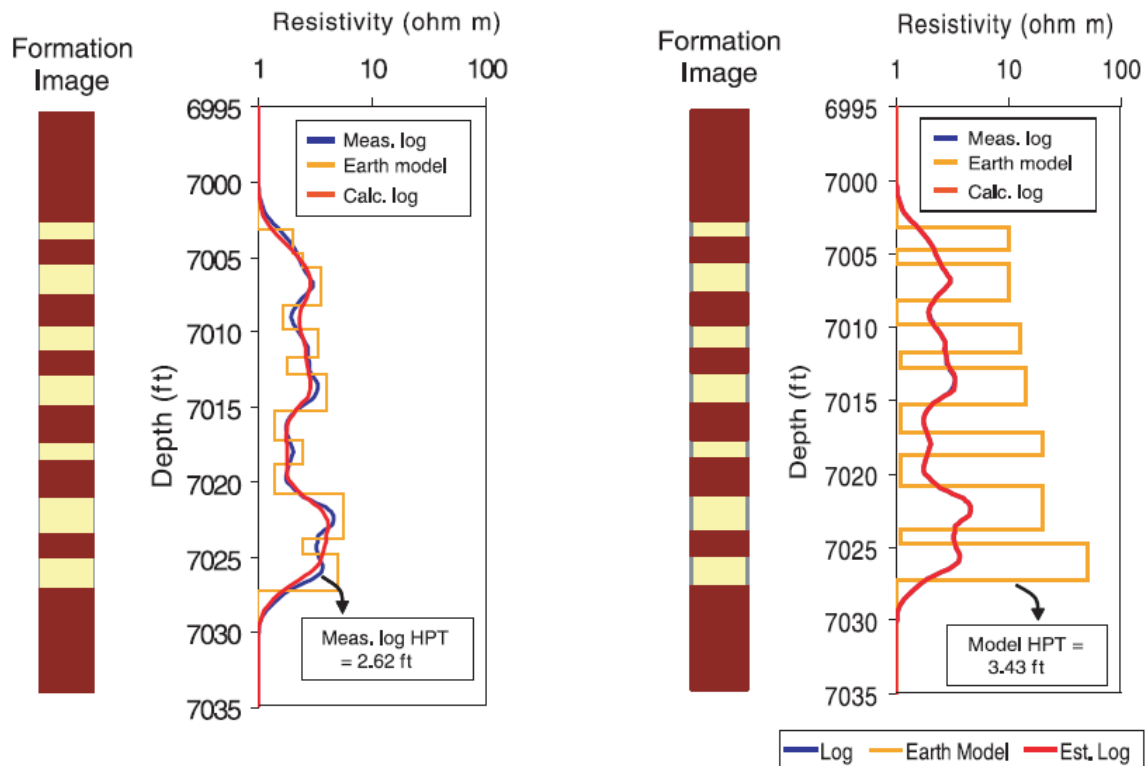 Resistivity (ohm m)
Formation
Image
1 10 100
6995
7000
7005
7010
7015
7020
7025
7030
7035
Depth (ft)
Meas. log
Earth model
Calc. log
Meas. log HPT
= 2.62 ft
Resistivity (ohm m)
Formation
Image
1 10 100
6995
7000
7005
7010
7015
7020
7025
7030
7035
Depth (ft)
Meas. log
Earth model
Calc. log
Model HPT =
3.43 ft
Log Earth Model Est. Log